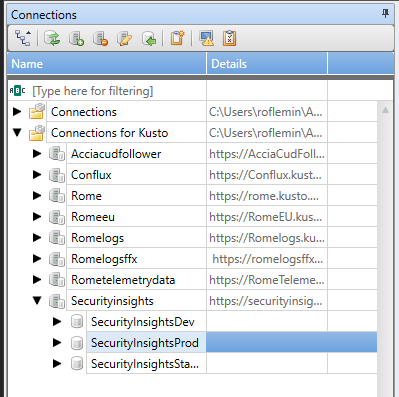 Connections
Name Details
ABC [Type here for filtering]
Connections C:\Users\roflemin\A...
Connections for Kusto C:\Users\roflemin\A...
Acciacudfollower https://AcciaCudFoll...
Conflux https://Conflux.kust...
Rome https://rome.kusto....
Romeeu https://RomeEU.kus...
Romelogs https://Romelogs.ku...
Romelogsffx https://romelogsffx...
Rometelemetrydata https://RomeTeleme...
Securityinsights https://securityinsig...
SecurityInsightsDev
SecurityInsightsProd
SecurityInsightsSta...